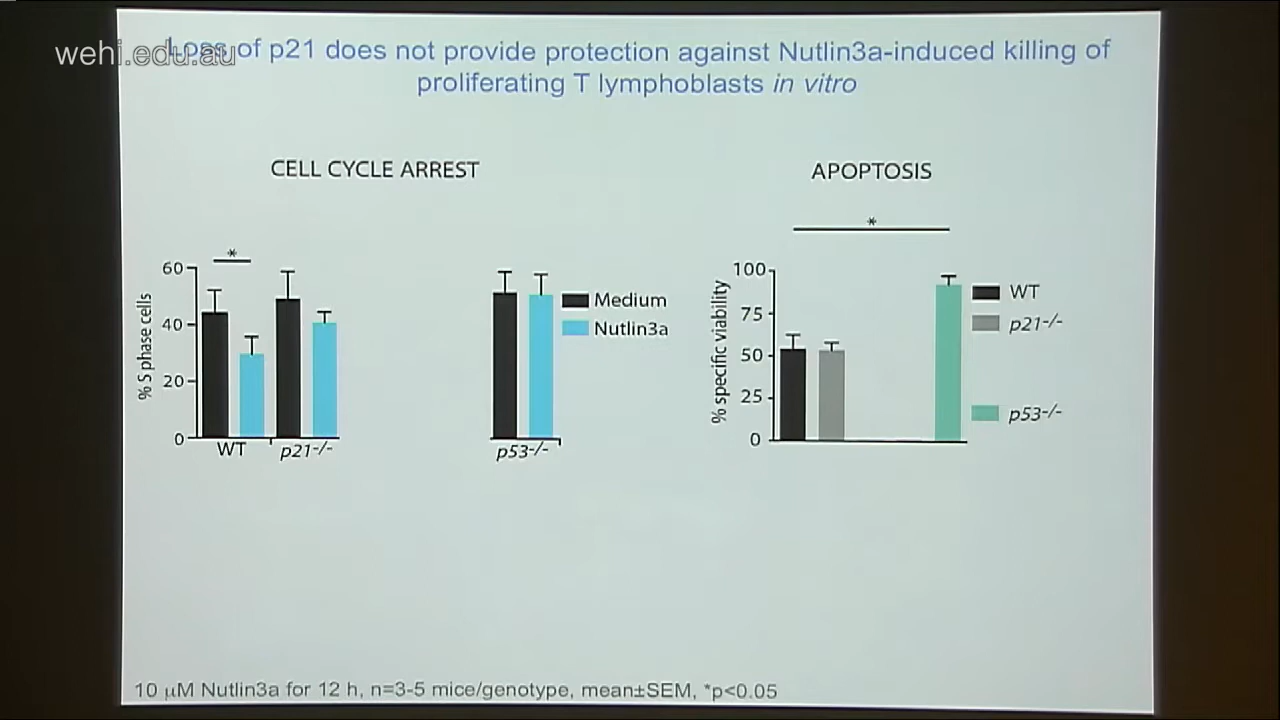 wehi.edu.au
Loss of p21 does not provide protection against Nutlin3a-induced killing of
proliferating T lymphoblasts in vitro
CELL CYCLE ARREST
*
60
40
20
0
% S phase cells
WT
p21-/-
p53-/-
Medium
Nutlin3a
APOPTOSIS
*
100
75
50
25
0
% specific viability
WT
p21-/-
p53-/-
10 µM Nutlin3a for 12 h, n=3-5 mice/genotype, mean±SEM, *p<0.05